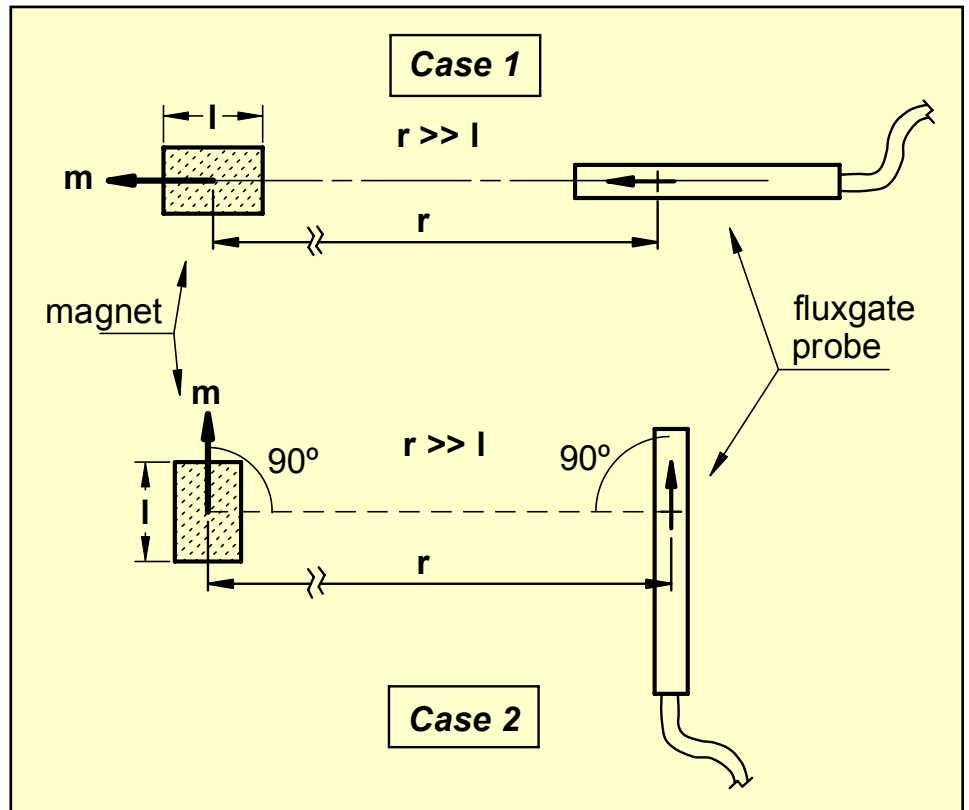 Case 1
l
r >> l
m
r
magnet
fluxgate
probe
m
90º
r >> l
90º
l
r
Case 2